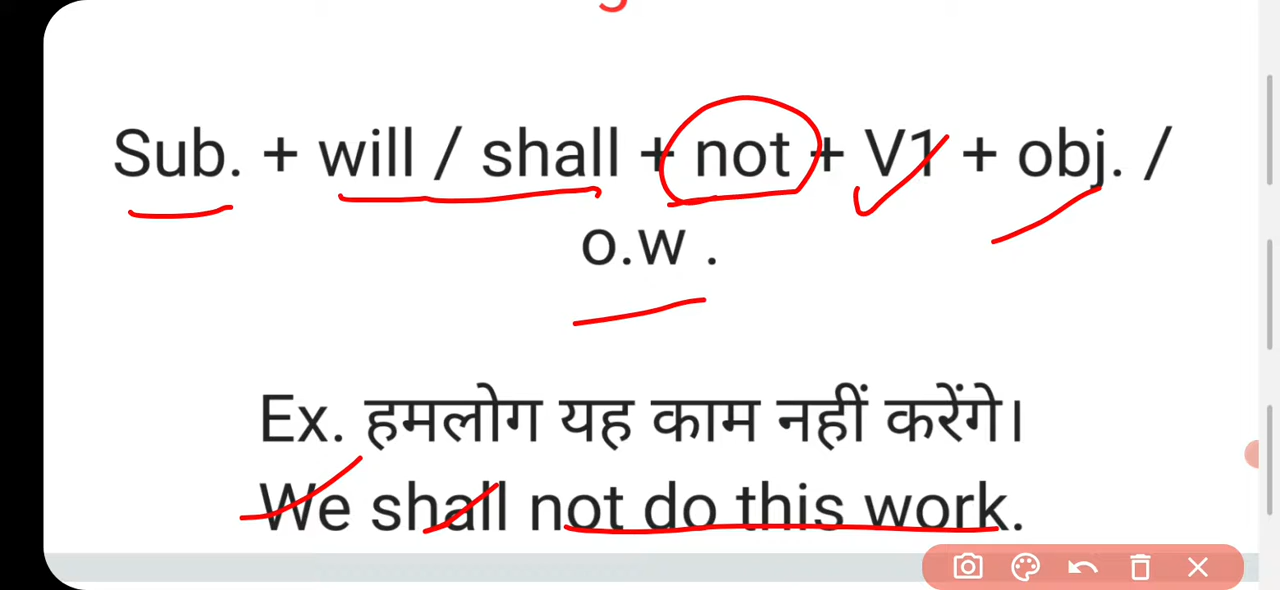 Sub. + will / shall + not + V1 + obj. /
o.w .
Ex. हमलोग यह काम नहीं करेंगे।
We shall not do this work.